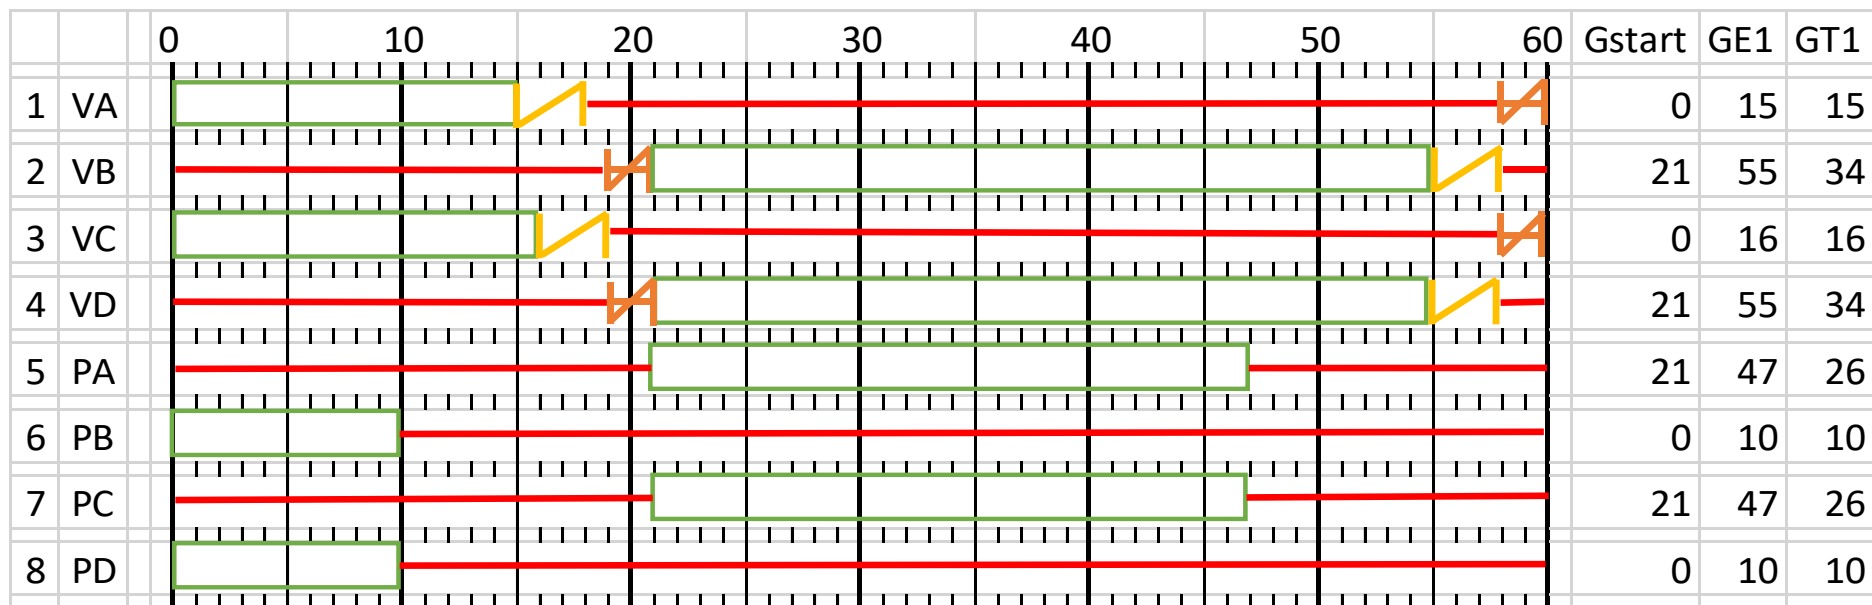 0 10 20 30 40 50 60 Gstart GE1 GT1
1 VA 0 15 15
2 VB 21 55 34
3 VC 0 16 16
4 VD 21 55 34
5 PA 21 47 26
6 PB 0 10 10
7 PC 21 47 26
8 PD 0 10 10